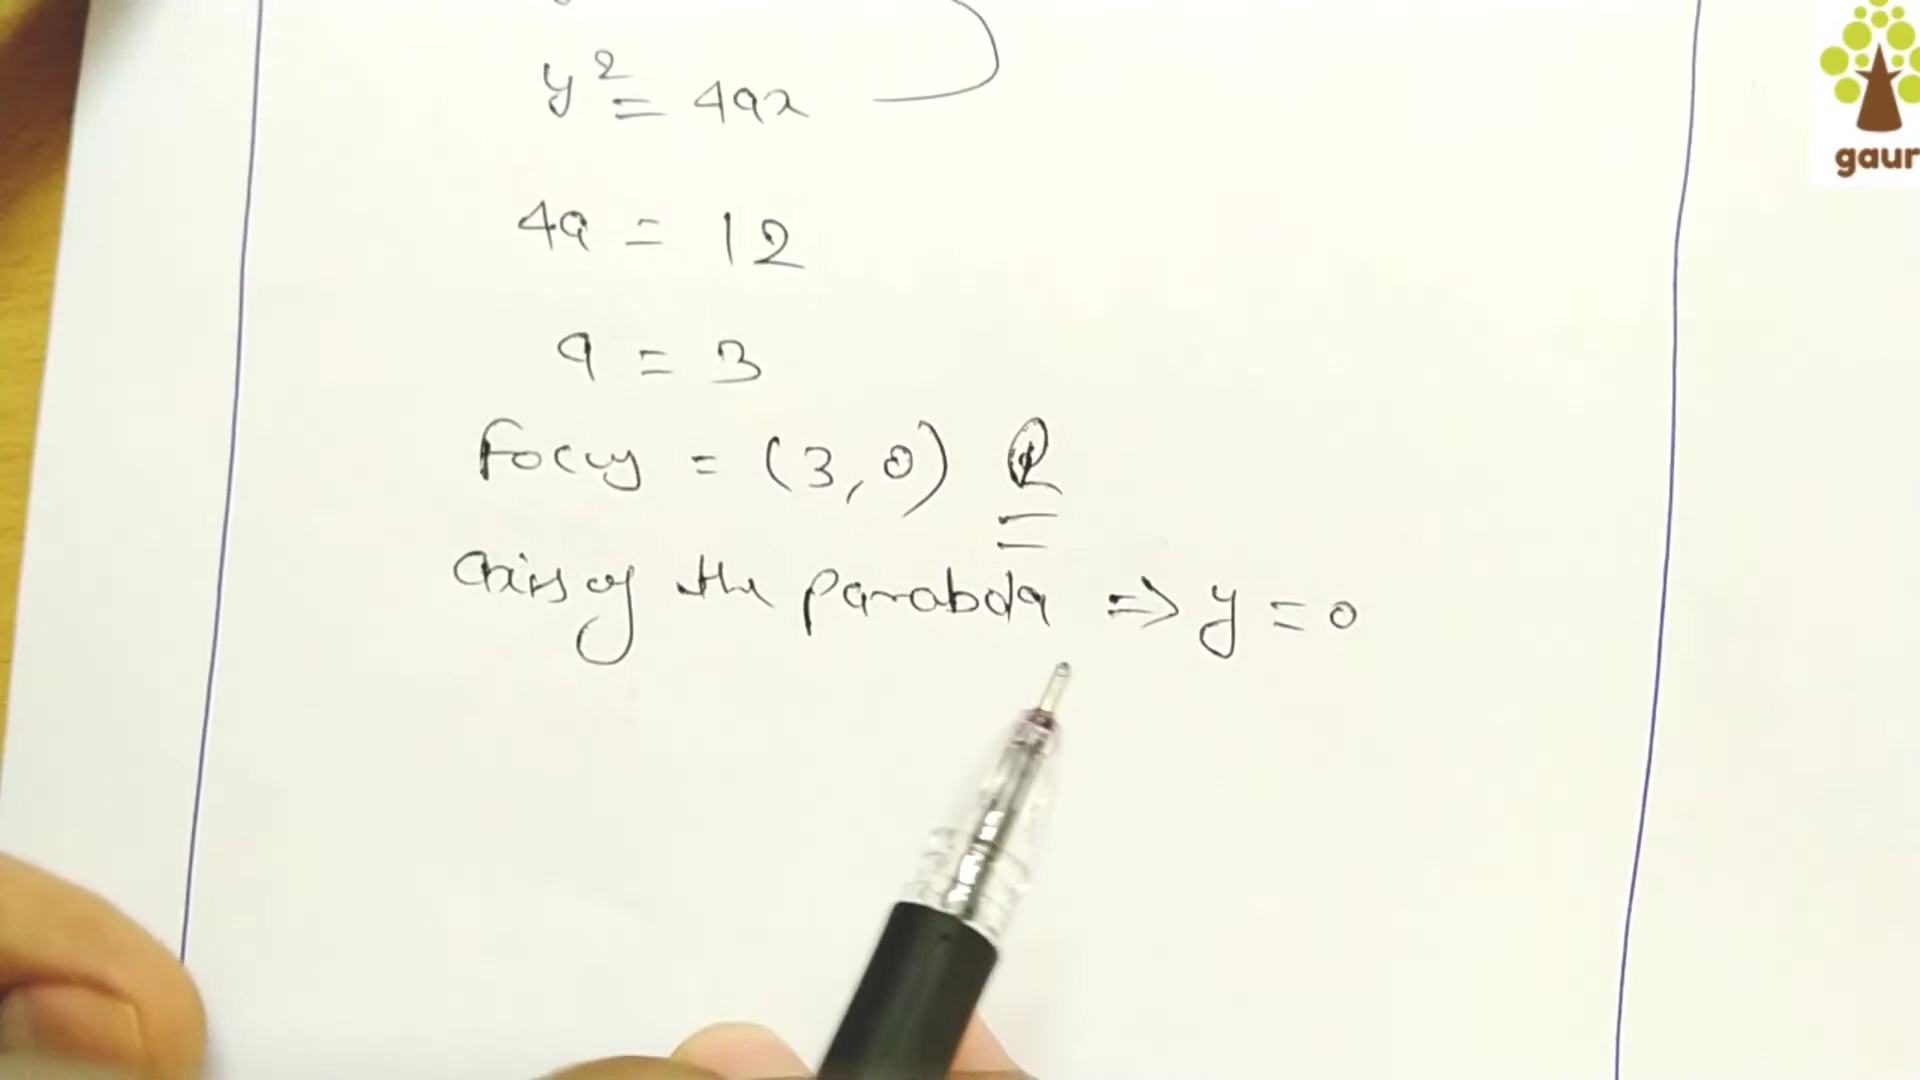 y² = 4ax
4a = 12
a = 3
Focus = (3, 0)
axis of the parabola ⇒ y = 0
gaur